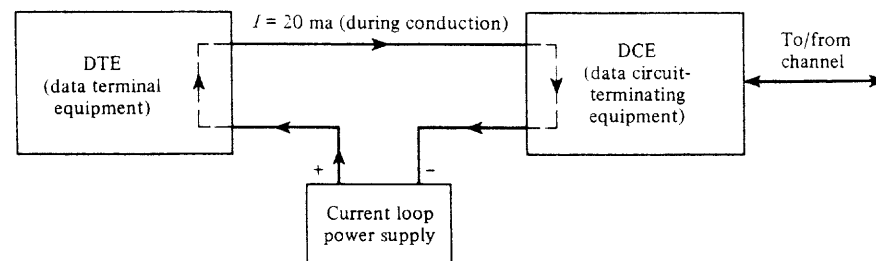 I = 20 ma (during conduction)
DTE
(data terminal
equipment)
DCE
(data circuit-
terminating
equipment)
To/from
channel
+
-
Current loop
power supply